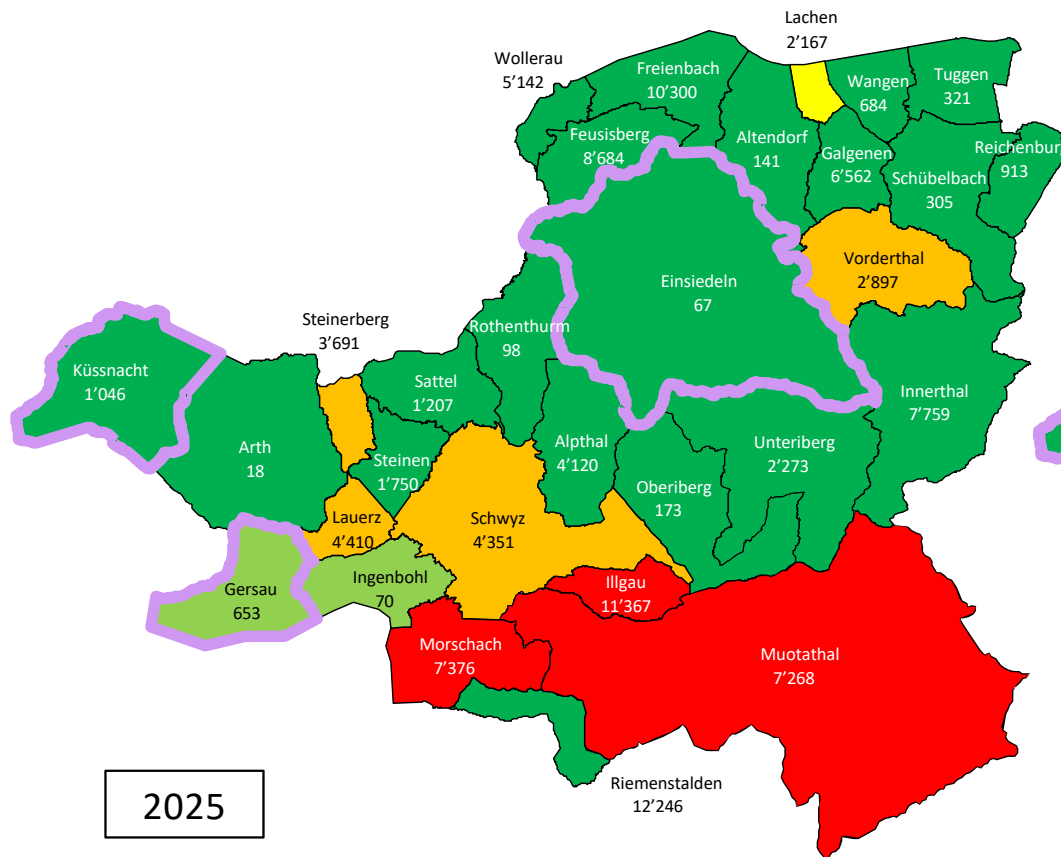 Lachen
2’167
Wollerau
5’142
Freienbach
10’300
Wangen
684
Tuggen
321
Feusisberg
8’684
Altendorf
141
Galgenen
6’562
Reichenburg
913
Schübelbach
305
Vorderthal
2’897
Einsiedeln
67
Steinerberg
3’691
Rothenthurm
98
Küssnacht
1’046
Sattel
1’207
Innerthal
7’759
Arth
18
Steinen
1’750
Alpthal
4’120
Unteriberg
2’273
Oberiberg
173
Lauerz
4’410
Schwyz
4’351
Gersau
653
Ingenbohl
70
Illgau
11’367
Morschach
7’376
Muotathal
7’268
Riemenstalden
12’246
2025